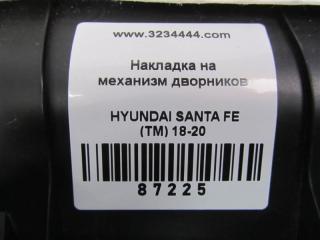 www.3234444.com
Накладка на
механизм дворников
HYUNDAI SANTA FE
(TM) 18-20
87225